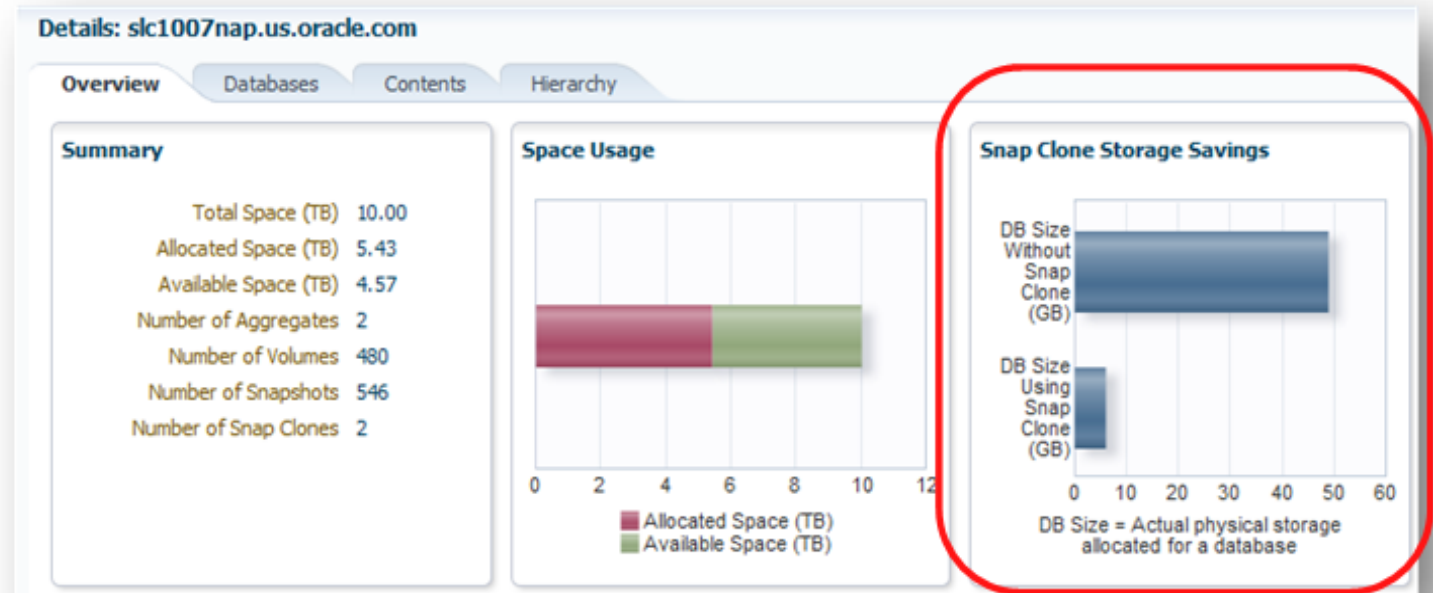 Details: slc1007nap.us.oracle.com
Overview Databases Contents Hierarchy
Summary
Total Space (TB) 10.00
Allocated Space (TB) 5.43
Available Space (TB) 4.57
Number of Aggregates 2
Number of Volumes 480
Number of Snapshots 546
Number of Snap Clones 2
Space Usage
0 2 4 6 8 10 12
Allocated Space (TB)
Available Space (TB)
Snap Clone Storage Savings
DB Size
Without
Snap
Clone
(GB)
DB Size
Using
Snap
Clone
(GB)
0 10 20 30 40 50 60
DB Size = Actual physical storage
allocated for a database